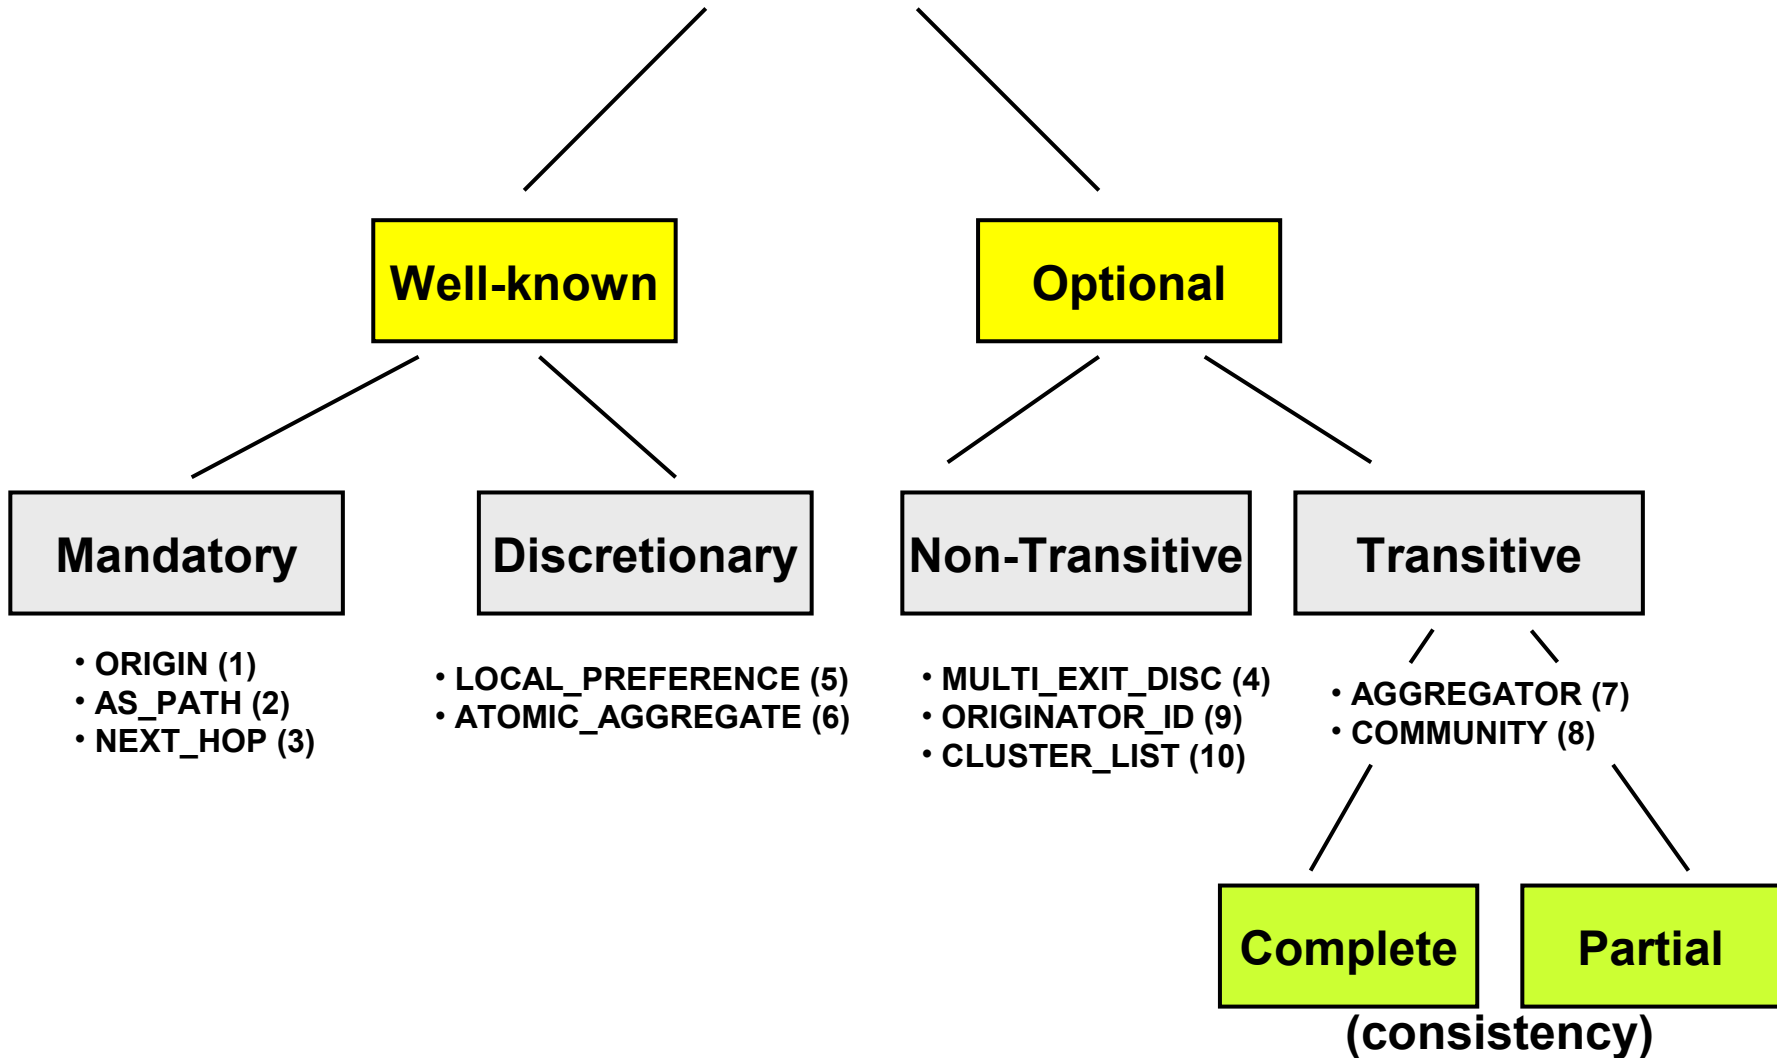 Well-known
Optional
Mandatory
Discretionary
Non-Transitive
Transitive
• ORIGIN (1)
• AS_PATH (2)
• NEXT_HOP (3)
• LOCAL_PREFERENCE (5)
• ATOMIC_AGGREGATE (6)
• MULTI_EXIT_DISC (4)
• ORIGINATOR_ID (9)
• CLUSTER_LIST (10)
• AGGREGATOR (7)
• COMMUNITY (8)
Complete
Partial
(consistency)